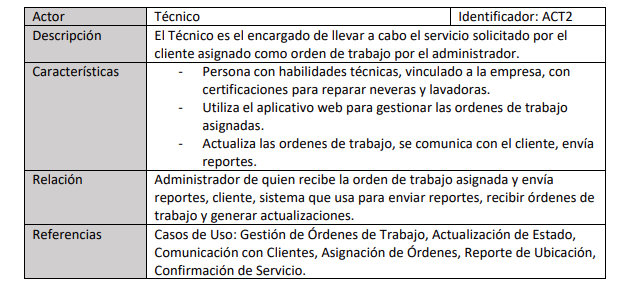 Actor Técnico Identificador: ACT2
Descripción El Técnico es el encargado de llevar a cabo el servicio solicitado por el
cliente asignado como orden de trabajo por el administrador.
Características - Persona con habilidades técnicas, vinculado a la empresa, con
certificaciones para reparar neveras y lavadoras.
- Utiliza el aplicativo web para gestionar las ordenes de trabajo
asignadas.
- Actualiza las ordenes de trabajo, se comunica con el cliente, envía
reportes.
Relación Administrador de quien recibe la orden de trabajo asignada y envía
reportes, cliente, sistema que usa para enviar reportes, recibir órdenes de
trabajo y generar actualizaciones.
Referencias Casos de Uso: Gestión de Órdenes de Trabajo, Actualización de Estado,
Comunicación con Clientes, Asignación de Órdenes, Reporte de Ubicación,
Confirmación de Servicio.